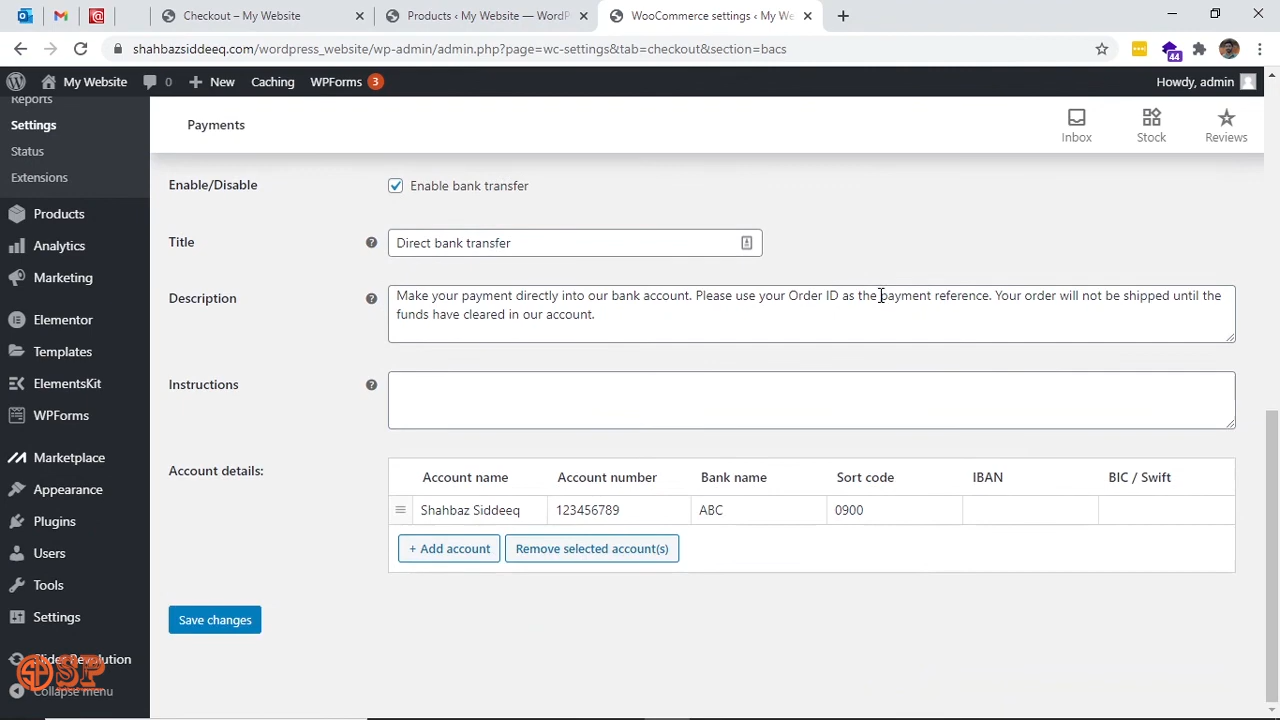 Checkout – My Website
Products ‹ My Website — WordP
WooCommerce settings ‹ My We
shahbazsiddeeq.com/wordpress_website/wp-admin/admin.php?page=wc-settings&tab=checkout&section=bacs
44
My Website
0
New
Caching
WPForms 3
Howdy, admin
Reports
Settings
Status
Extensions
Products
Analytics
Marketing
Elementor
Templates
ElementsKit
WPForms
Marketplace
Appearance
Plugins
Users
Tools
Settings
Slider Revolution
Collapse menu
SP
Payments
Inbox
Stock
Reviews
Enable/Disable
Enable bank transfer
Title
Direct bank transfer
Description
Make your payment directly into our bank account. Please use your Order ID as the payment reference. Your order will not be shipped until the
funds have cleared in our account.
Instructions
Account details:
Account name Account number Bank name Sort code IBAN BIC / Swift
Shahbaz Siddeeq 123456789 ABC 0900
+ Add account
Remove selected account(s)
Save changes